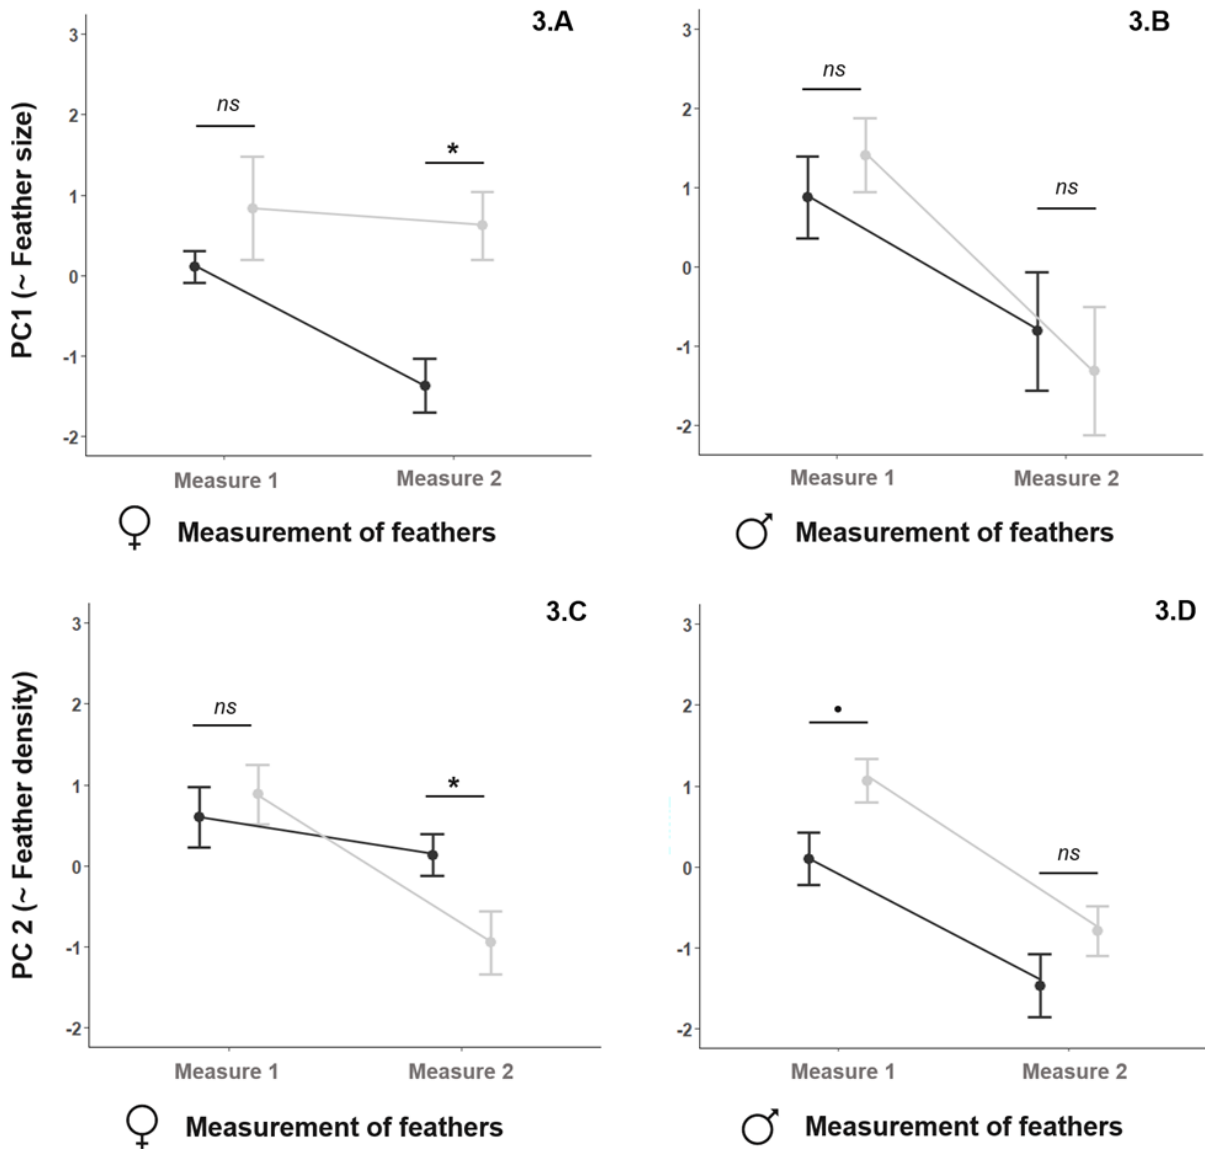 3.A
PC1 (~ Feather size)
3
2
1
0
-1
-2
ns
*
Measure 1 Measure 2
♀ Measurement of feathers
3.B
3
2
1
0
-1
-2
ns
ns
Measure 1 Measure 2
♂ Measurement of feathers
3.C
PC 2 (~ Feather density)
3
2
1
0
-1
-2
ns
*
Measure 1 Measure 2
♀ Measurement of feathers
3.D
3
2
1
0
-1
-2
•
ns
Measure 1 Measure 2
♂ Measurement of feathers